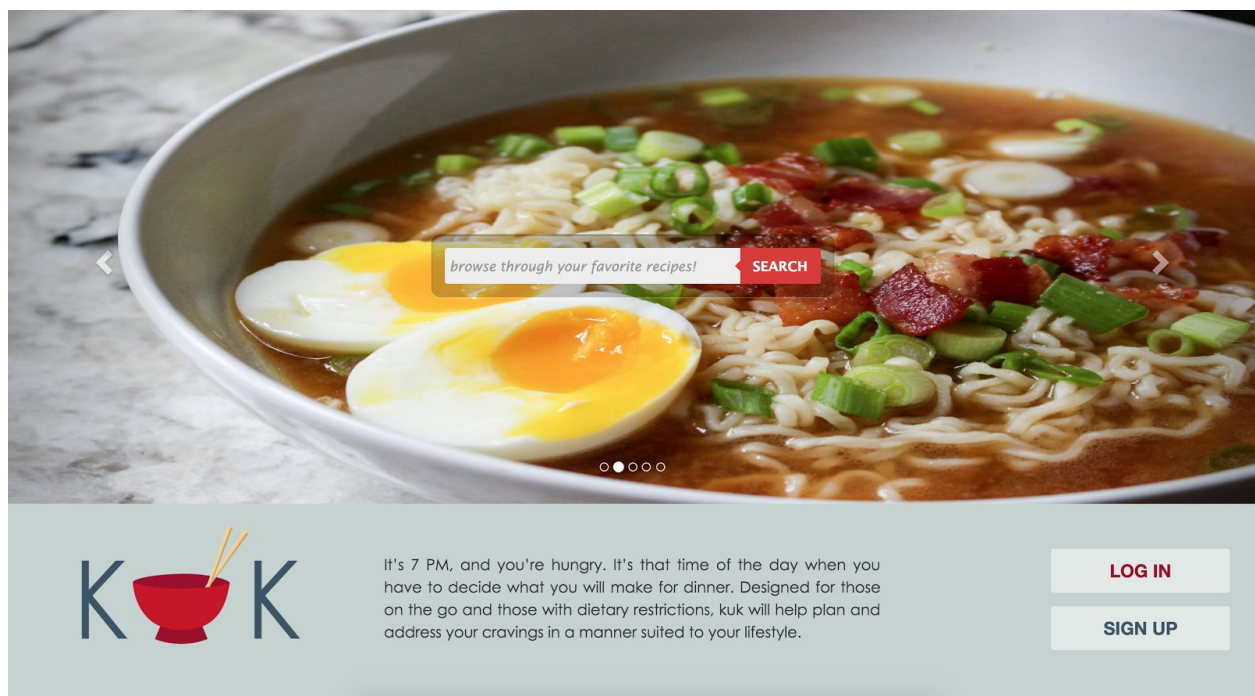 browse through your favorite recipes!
SEARCH
K K
It's 7 PM, and you're hungry. It's that time of the day when you
have to decide what you will make for dinner. Designed for those
on the go and those with dietary restrictions, kuk will help plan and
address your cravings in a manner suited to your lifestyle.
LOG IN
SIGN UP